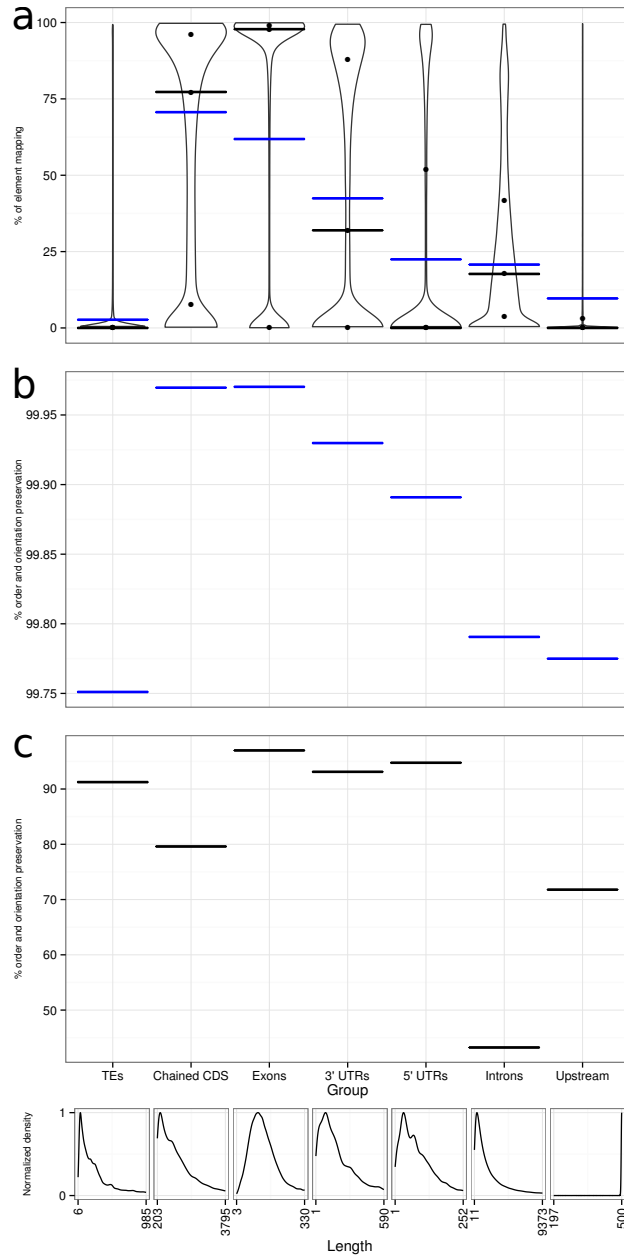 a
100
75
50
25
0
% of element mapping
b
99.95
99.90
99.85
99.80
99.75
% order and orientation preservation
c
90
80
70
60
50
% order and orientation preservation
TEs Chained CDS Exons 3' UTRs 5' UTRs Introns Upstream
Group
1
0
Normalized density
6 985 203 3795 3 330 1 590 1 252 11 9373 197 500
Length